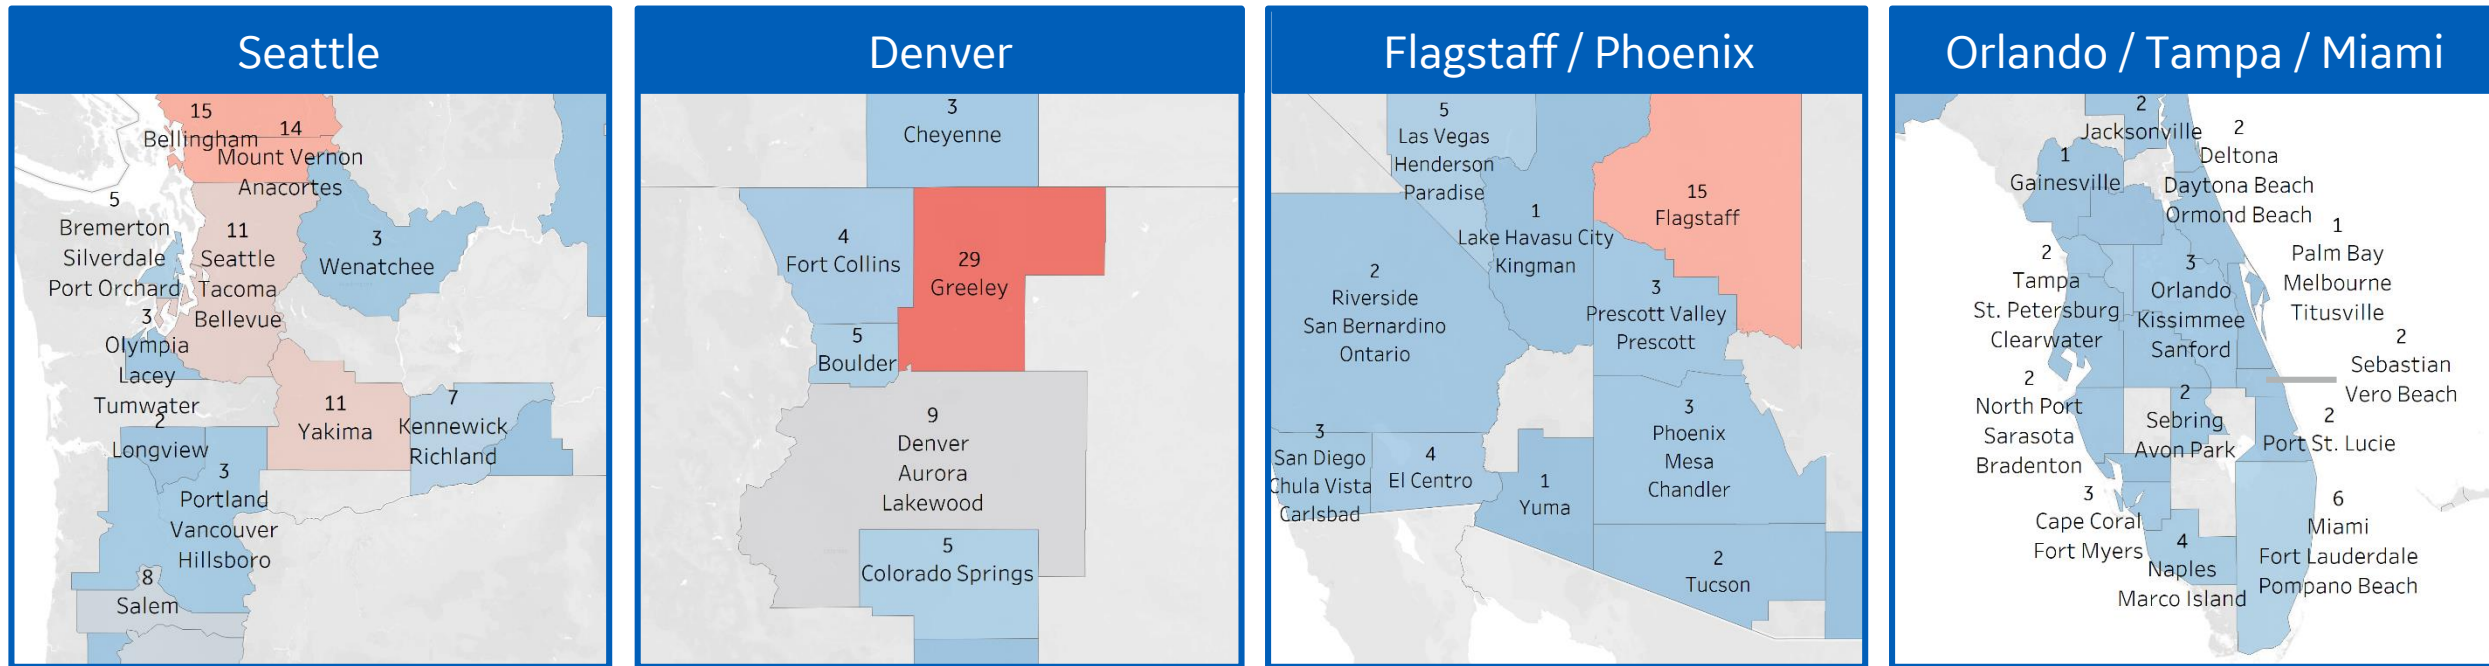 Seattle
15
Bellingham
14
Mount Vernon
Anacortes
5
Bremerton
Silverdale
Port Orchard
11
Seattle
Tacoma
Bellevue
3
Wenatchee
3
Olympia
Lacey
Tumwater
11
Yakima
7
Kennewick
Richland
2
Longview
3
Portland
Vancouver
Hillsboro
8
Salem
Denver
3
Cheyenne
4
Fort Collins
29
Greeley
5
Boulder
9
Denver
Aurora
Lakewood
5
Colorado Springs
Flagstaff / Phoenix
5
Las Vegas
Henderson
Paradise
15
Flagstaff
1
Lake Havasu City
Kingman
2
Riverside
San Bernardino
Ontario
3
Prescott Valley
Prescott
3
Phoenix
Mesa
Chandler
3
San Diego
Chula Vista
Carlsbad
4
El Centro
1
Yuma
2
Tucson
Orlando / Tampa / Miami
2
Jacksonville
2
Deltona
Daytona Beach
Ormond Beach
1
Gainesville
1
Palm Bay
Melbourne
Titusville
2
Tampa
St. Petersburg
Clearwater
3
Orlando
Kissimmee
Sanford
2
Sebastian
Vero Beach
2
North Port
Sarasota
Bradenton
2
Sebring
Avon Park
2
Port St. Lucie
3
Cape Coral
Fort Myers
4
Naples
Marco Island
6
Miami
Fort Lauderdale
Pompano Beach